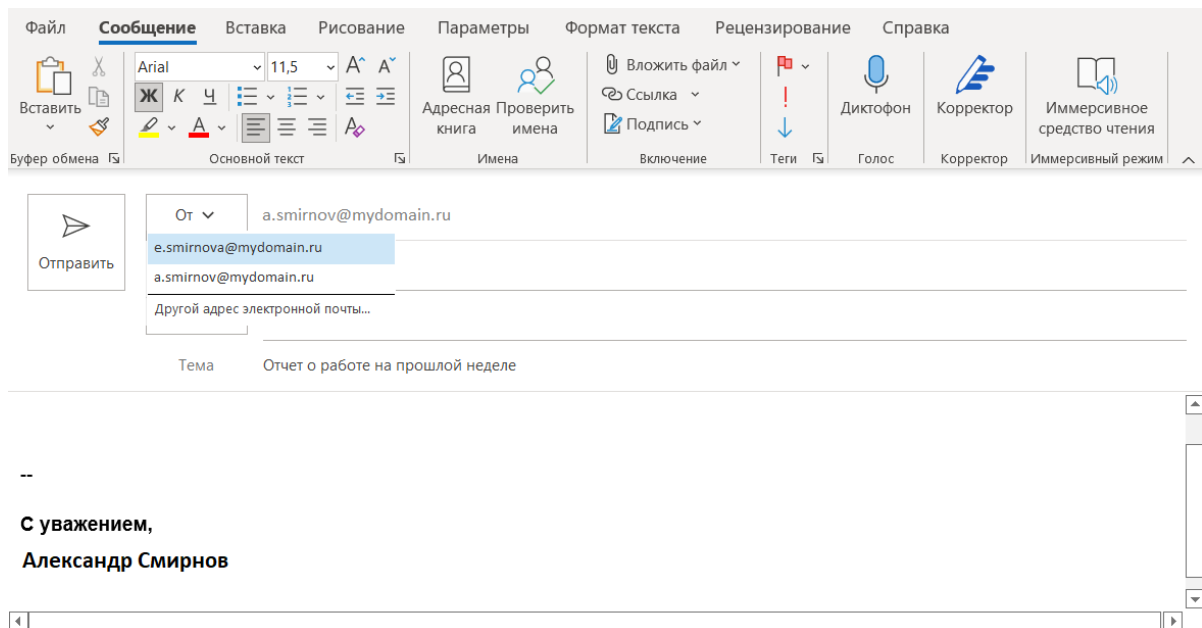 Файл Сообщение Вставка Рисование Параметры Формат текста Рецензирование Справка
Вставить
Буфер обмена
Arial 11,5
Ж К Ч
Основной текст
Адресная книга
Проверить имена
Имена
Вложить файл
Ссылка
Подпись
Включение
Теги
Диктофон
Голос
Корректор
Корректор
Иммерсивное
средство чтения
Иммерсивный режим
Отправить
От a.smirnov@mydomain.ru
e.smirnova@mydomain.ru
a.smirnov@mydomain.ru
Другой адрес электронной почты...
Тема Отчет о работе на прошлой неделе
--
С уважением,
Александр Смирнов